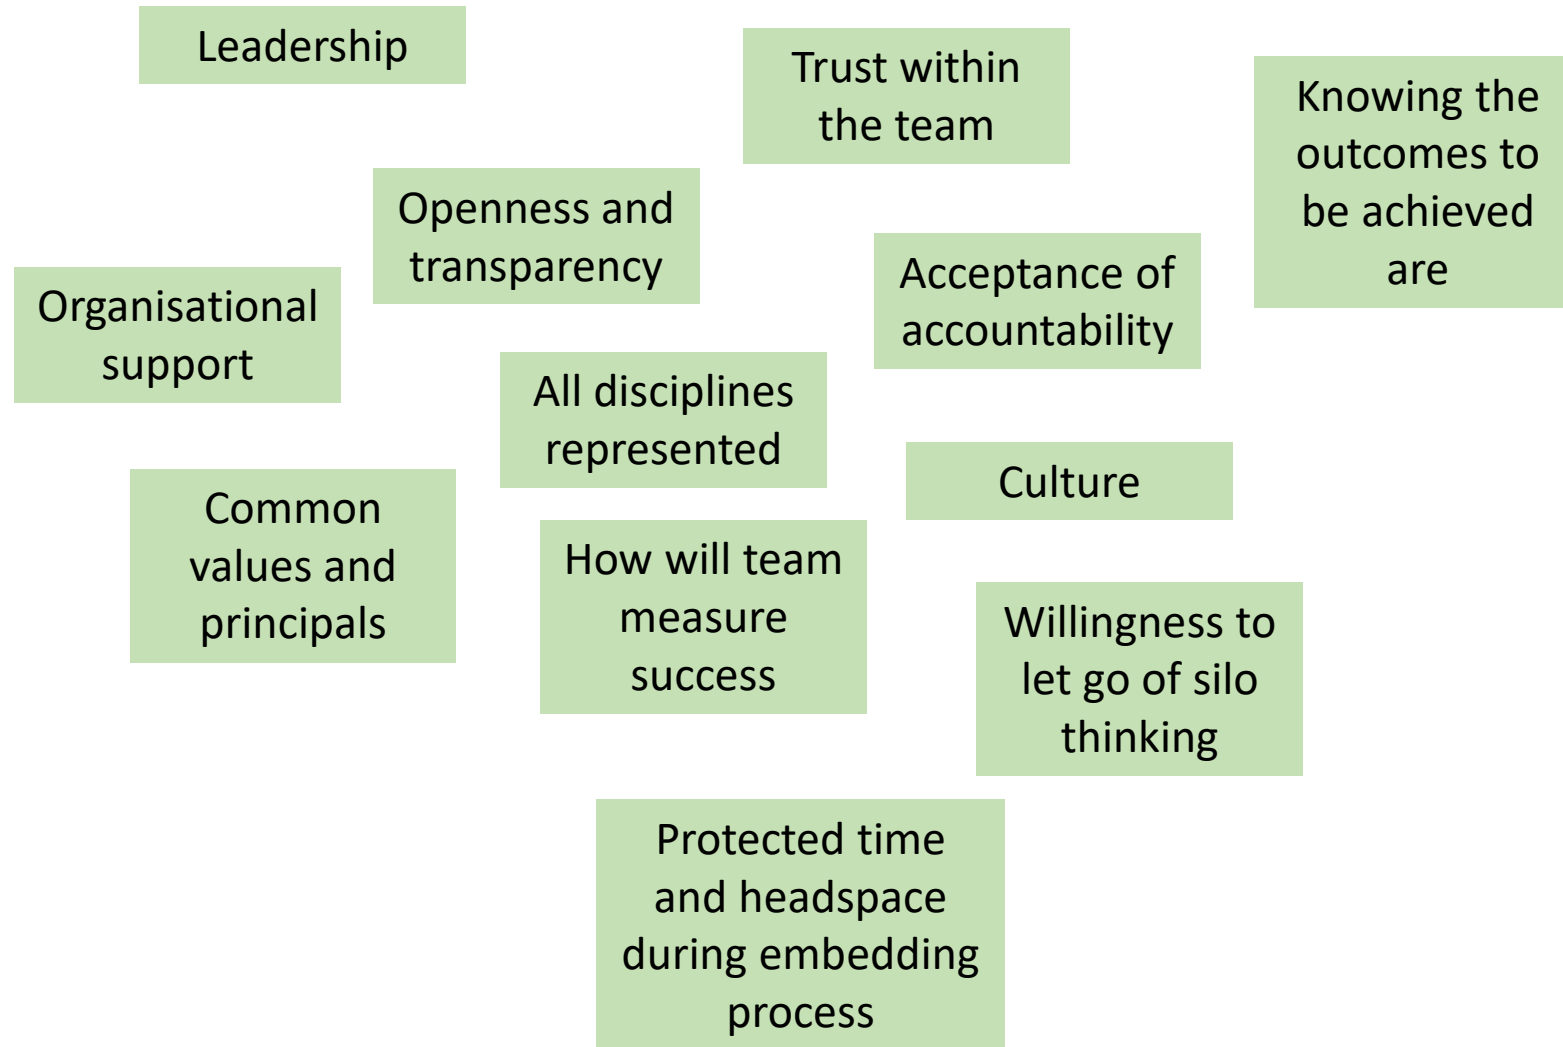 Leadership
Trust within
the team
Knowing the
outcomes to
be achieved
are
Openness and
transparency
Acceptance of
accountability
Organisational
support
All disciplines
represented
Culture
Common
values and
principals
How will team
measure
success
Willingness to
let go of silo
thinking
Protected time
and headspace
during embedding
process